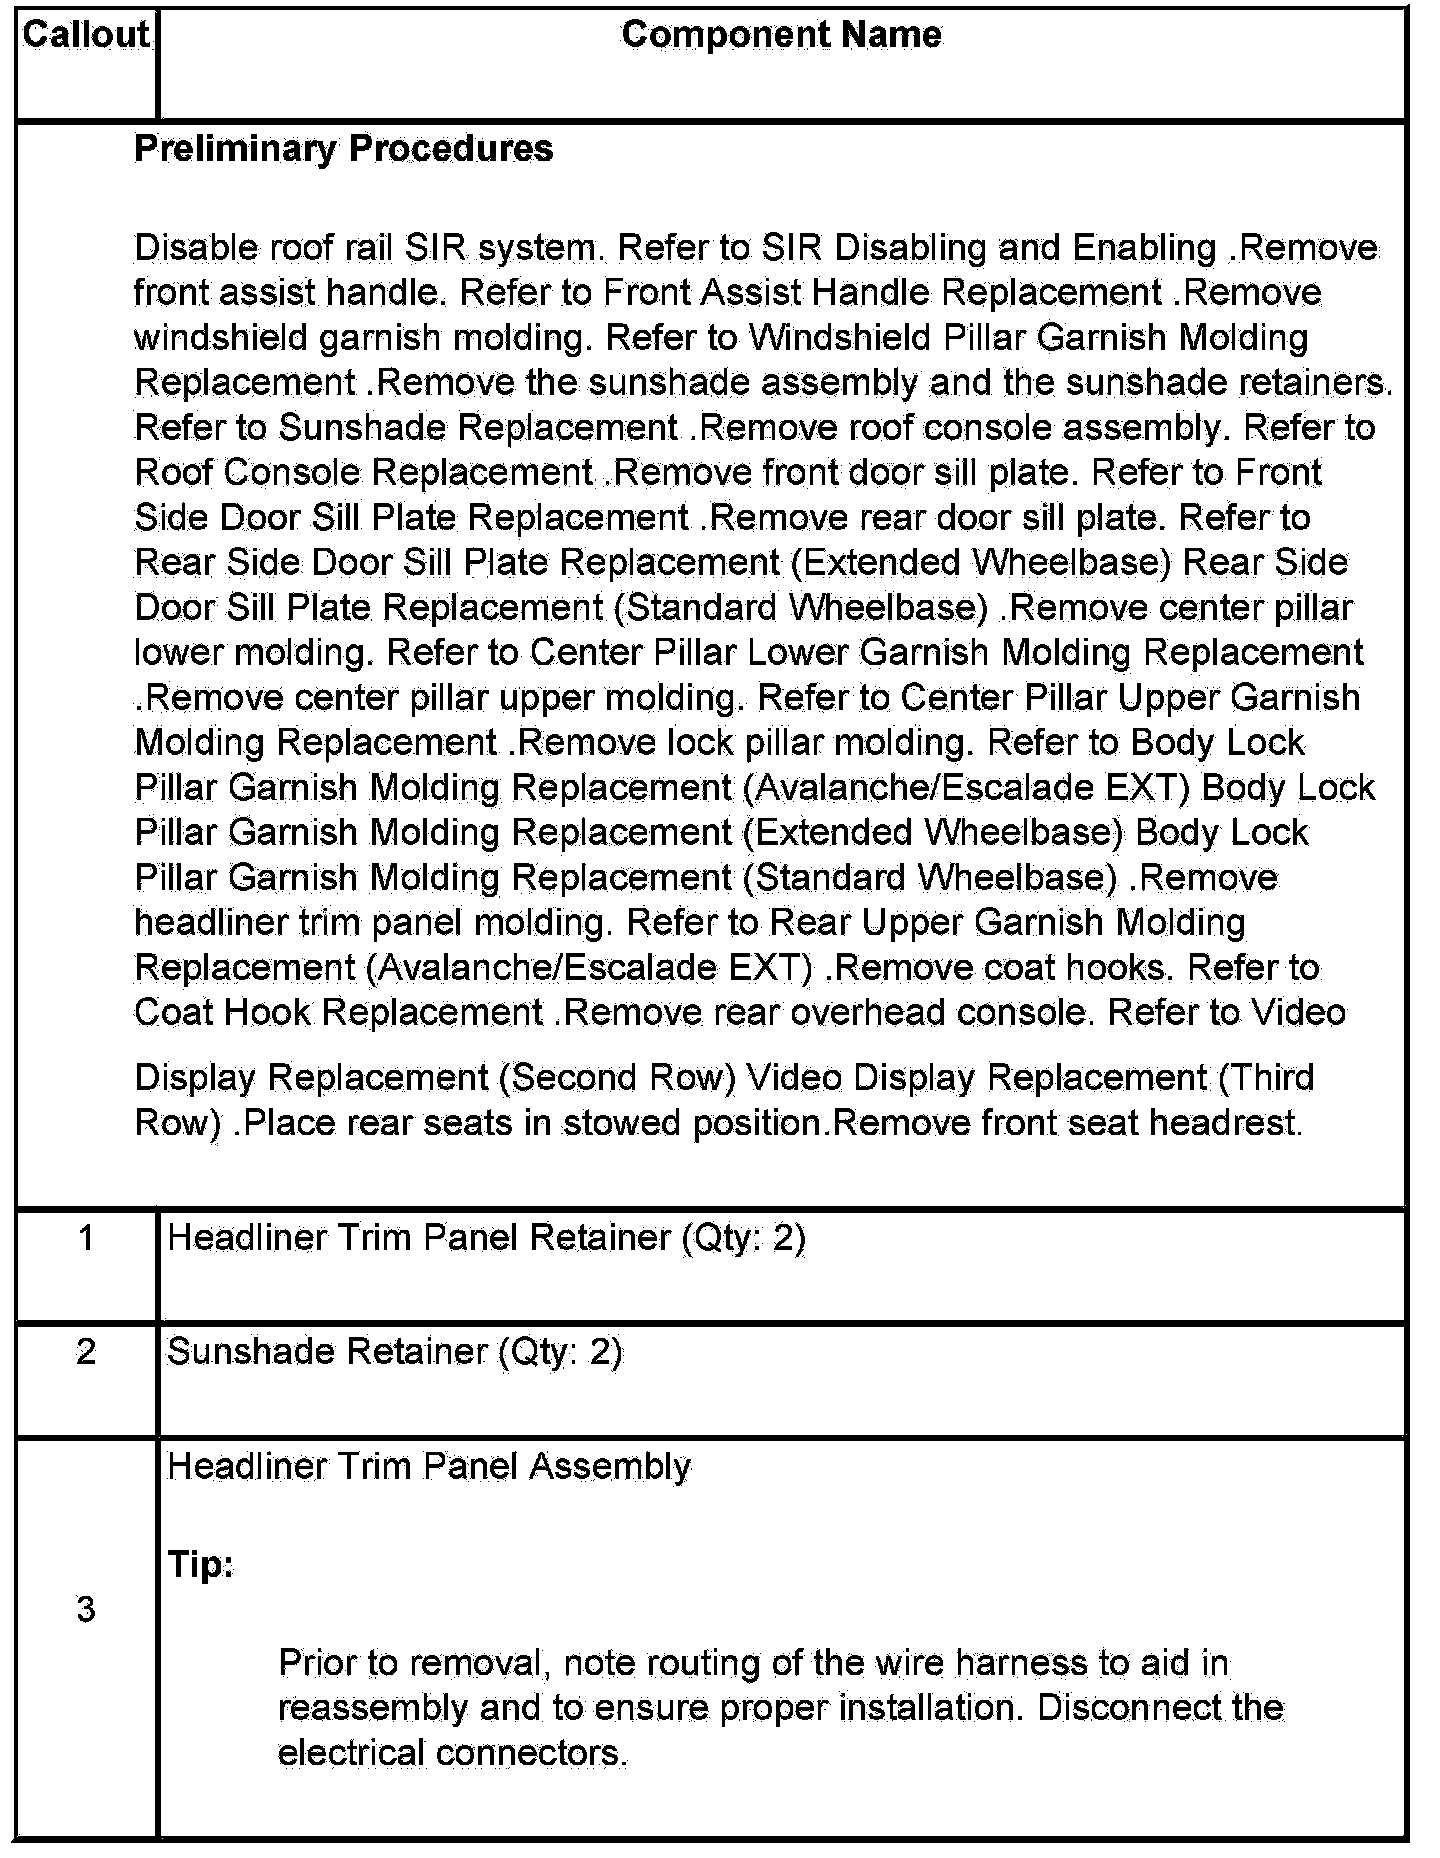 Callout
Component Name
Preliminary Procedures
Disable roof rail SIR system. Refer to SIR Disabling and Enabling .Remove
front assist handle. Refer to Front Assist Handle Replacement .Remove
windshield garnish molding. Refer to Windshield Pillar Garnish Molding
Replacement .Remove the sunshade assembly and the sunshade retainers.
Refer to Sunshade Replacement .Remove roof console assembly. Refer to
Roof Console Replacement .Remove front door sill plate. Refer to Front
Side Door Sill Plate Replacement .Remove rear door sill plate. Refer to
Rear Side Door Sill Plate Replacement (Extended Wheelbase) Rear Side
Door Sill Plate Replacement (Standard Wheelbase) .Remove center pillar
lower molding. Refer to Center Pillar Lower Garnish Molding Replacement
.Remove center pillar upper molding. Refer to Center Pillar Upper Garnish
Molding Replacement .Remove lock pillar molding. Refer to Body Lock
Pillar Garnish Molding Replacement (Avalanche/Escalade EXT) Body Lock
Pillar Garnish Molding Replacement (Extended Wheelbase) Body Lock
Pillar Garnish Molding Replacement (Standard Wheelbase) .Remove
headliner trim panel molding. Refer to Rear Upper Garnish Molding
Replacement (Avalanche/Escalade EXT) .Remove coat hooks. Refer to
Coat Hook Replacement .Remove rear overhead console. Refer to Video
Display Replacement (Second Row) Video Display Replacement (Third
Row) .Place rear seats in stowed position.Remove front seat headrest.
1
Headliner Trim Panel Retainer (Qty: 2)
2
Sunshade Retainer (Qty: 2)
3
Headliner Trim Panel Assembly
Tip:
Prior to removal, note routing of the wire harness to aid in
reassembly and to ensure proper installation. Disconnect the
electrical connectors.